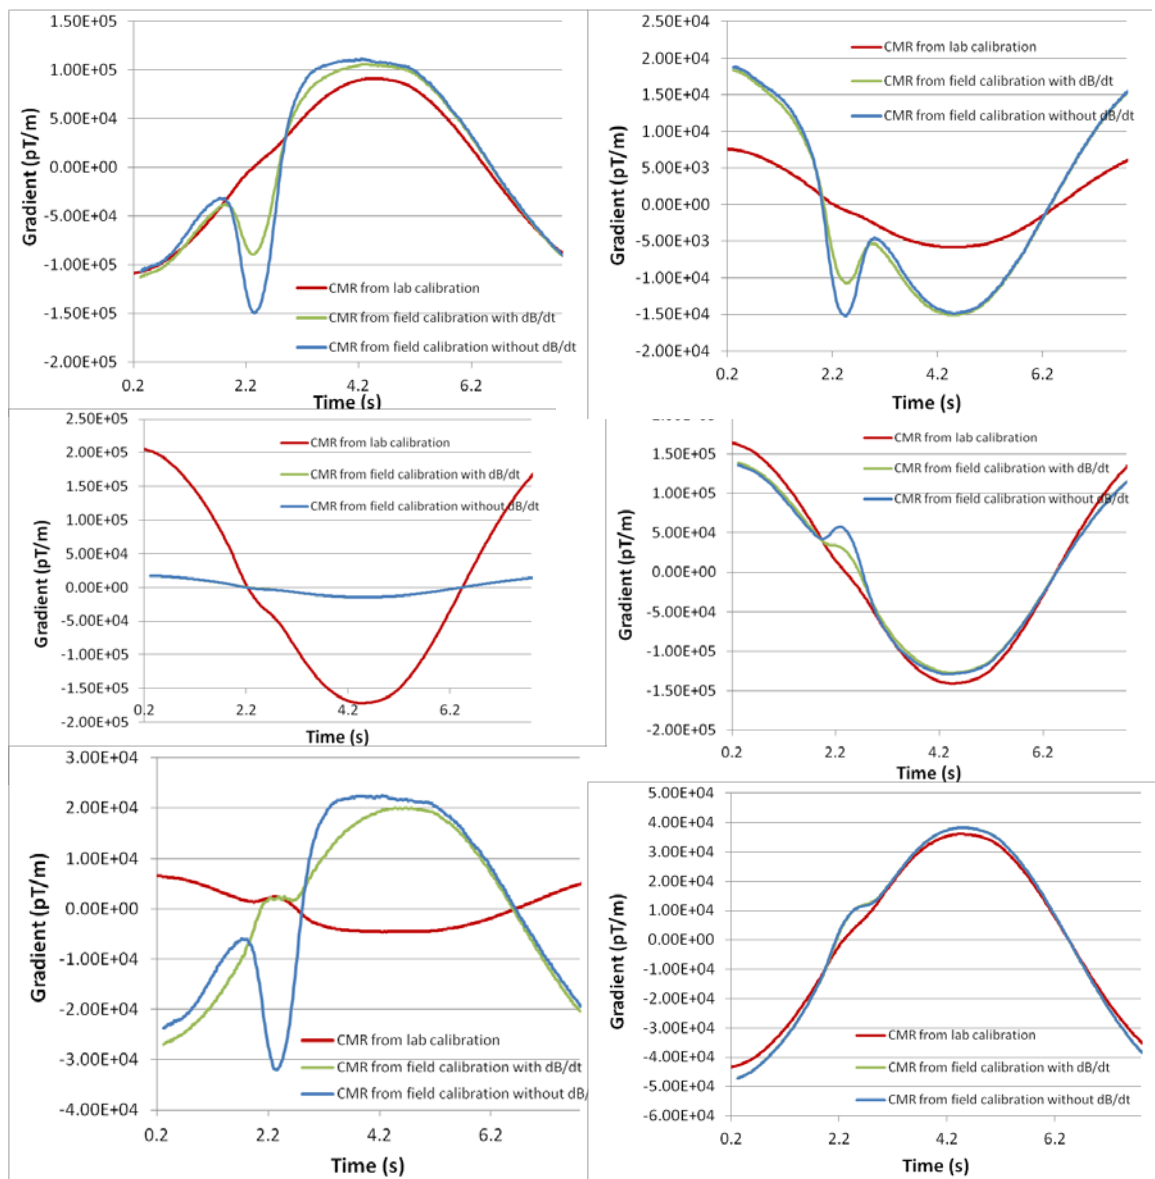 1.50E+05
1.00E+05
5.00E+04
0.00E+00
-5.00E+04
-1.00E+05
-1.50E+05
-2.00E+05
Gradient (pT/m)
CMR from lab calibration
CMR from field calibration with dB/dt
CMR from field calibration without dB/dt
0.2 2.2 4.2 6.2
Time (s)
2.50E+04
2.00E+04
1.50E+04
1.00E+04
5.00E+03
0.00E+00
-5.00E+03
-1.00E+04
-1.50E+04
-2.00E+04
Gradient (pT/m)
CMR from lab calibration
CMR from field calibration with dB/dt
CMR from field calibration without dB/dt
0.2 2.2 4.2 6.2
Time (s)
2.50E+05
2.00E+05
1.50E+05
1.00E+05
5.00E+04
0.00E+00
-5.00E+04
-1.00E+05
-1.50E+05
-2.00E+05
Gradient (pT/m)
CMR from lab calibration
CMR from field calibration with dB/dt
CMR from field calibration without dB/dt
0.2 2.2 4.2 6.2
Time (s)
2.00E+05
1.50E+05
1.00E+05
5.00E+04
0.00E+00
-5.00E+04
-1.00E+05
-1.50E+05
-2.00E+05
Gradient (pT/m)
CMR from lab calibration
CMR from field calibration with dB/dt
CMR from field calibration without dB/dt
0.2 2.2 4.2 6.2
Time (s)
3.00E+04
2.00E+04
1.00E+04
0.00E+00
-1.00E+04
-2.00E+04
-3.00E+04
-4.00E+04
Gradient (pT/m)
CMR from lab calibration
CMR from field calibration with dB/dt
CMR from field calibration without dB/
0.2 2.2 4.2 6.2
Time (s)
5.00E+04
4.00E+04
3.00E+04
2.00E+04
1.00E+04
0.00E+00
-1.00E+04
-2.00E+04
-3.00E+04
-4.00E+04
-5.00E+04
-6.00E+04
Gradient (pT/m)
CMR from lab calibration
CMR from field calibration with dB/dt
CMR from field calibration without dB/dt
0.2 2.2 4.2 6.2
Time (s)